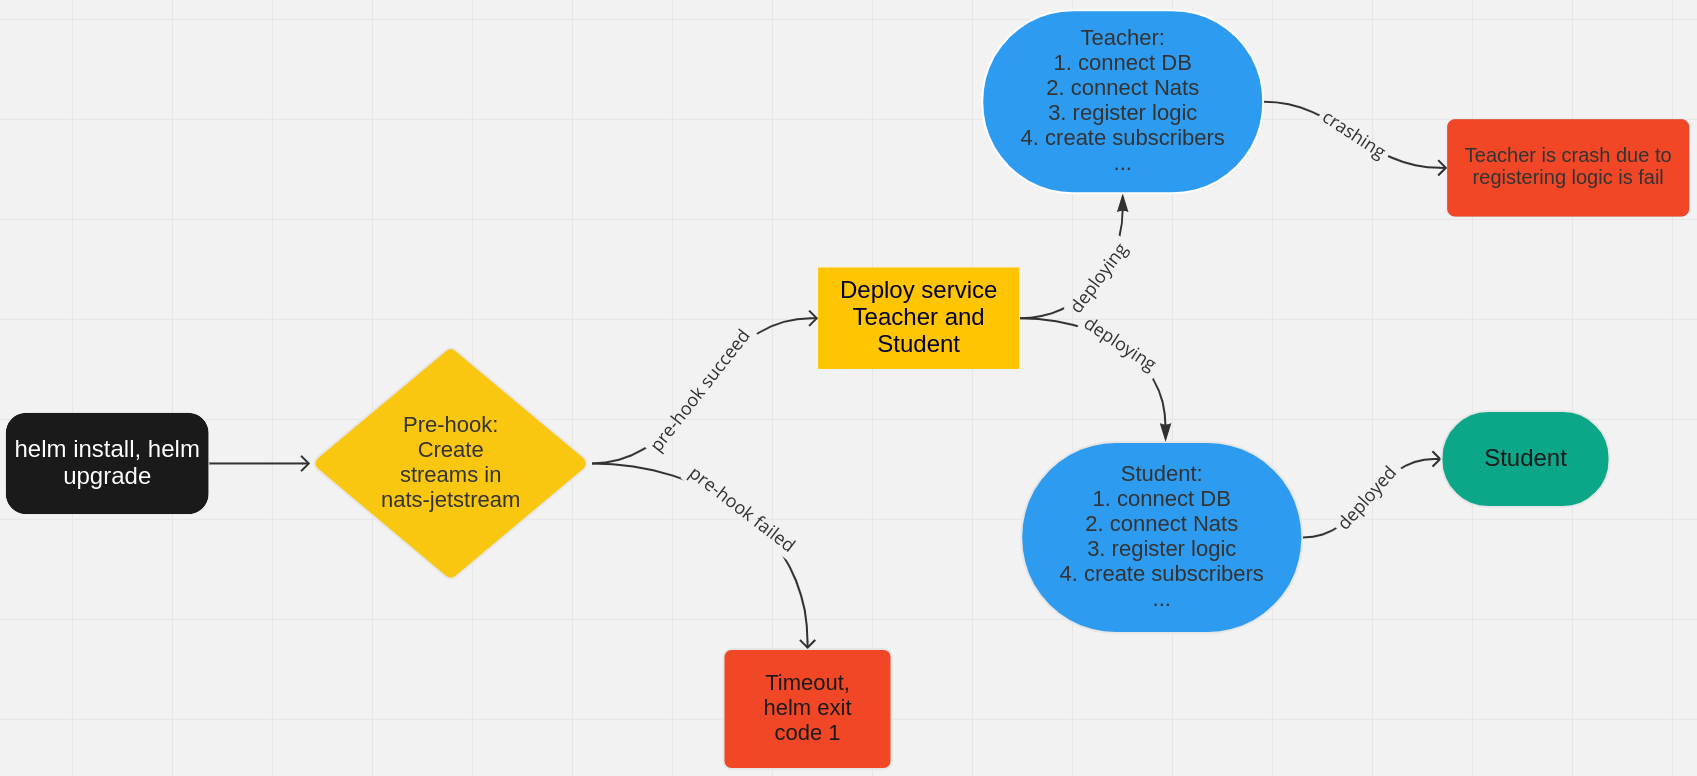 helm install, helm
upgrade
Pre-hook:
Create
streams in
nats-jetstream
pre-hook succeed
pre-hook failed
Timeout,
helm exit
code 1
Deploy service
Teacher and
Student
deploying
deploying
Teacher:
1. connect DB
2. connect Nats
3. register logic
4. create subscribers
...
crashing
Teacher is crash due to
registering logic is fail
Student:
1. connect DB
2. connect Nats
3. register logic
4. create subscribers
...
deployed
Student